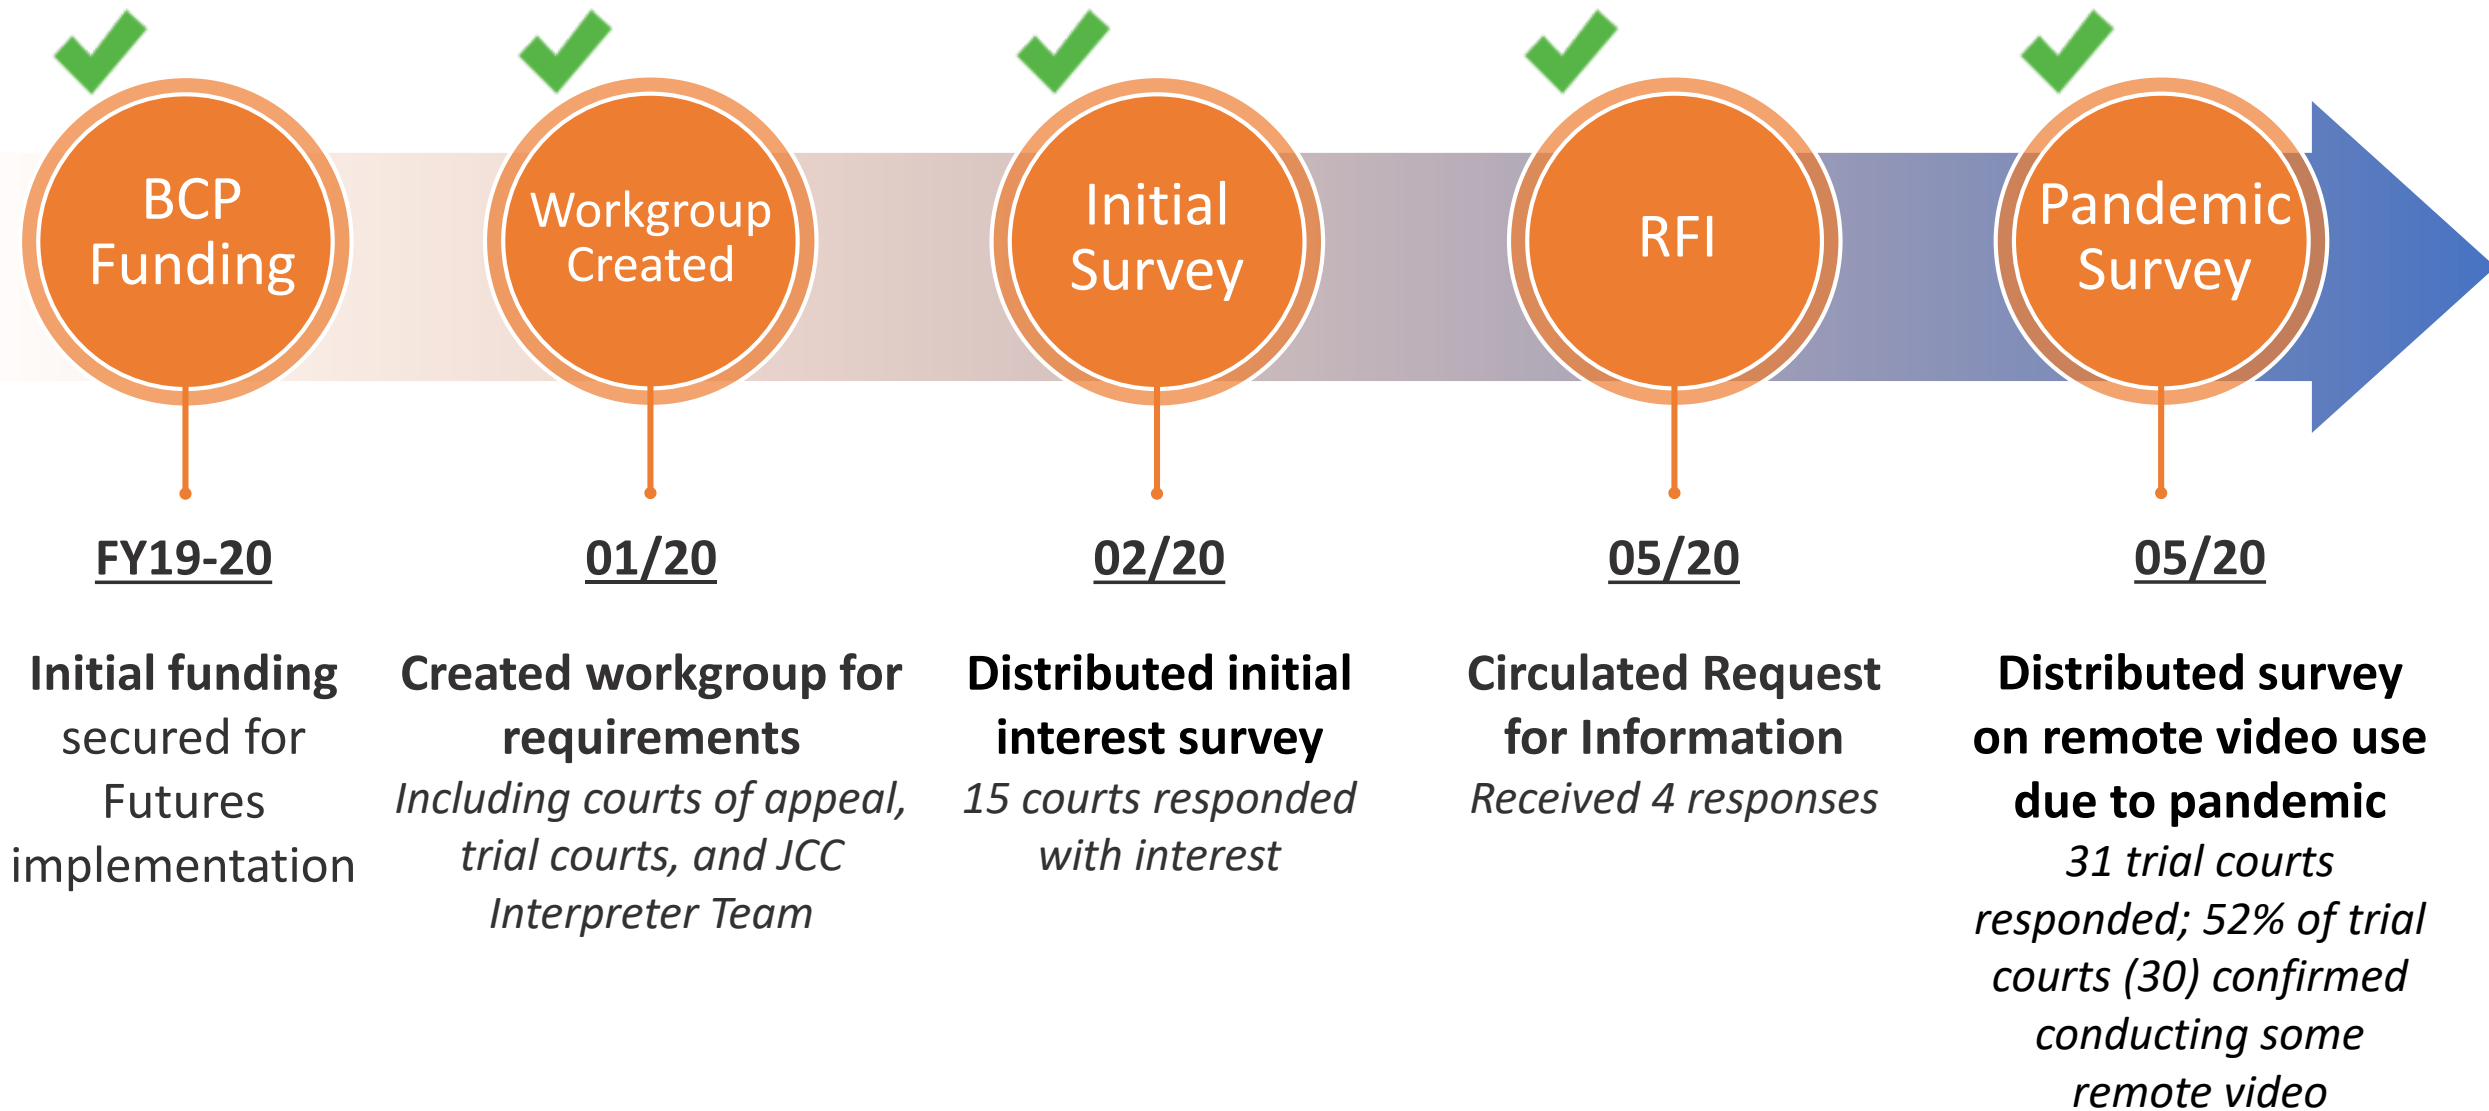 BCP
Funding
Workgroup
Created
Initial
Survey
RFI
Pandemic
Survey
FY19-20
Initial funding
secured for
Futures
implementation
01/20
Created workgroup for
requirements
Including courts of appeal,
trial courts, and JCC
Interpreter Team
02/20
Distributed initial
interest survey
15 courts responded
with interest
05/20
Circulated Request
for Information
Received 4 responses
05/20
Distributed survey
on remote video use
due to pandemic
31 trial courts
responded; 52% of trial
courts (30) confirmed
conducting some
remote video